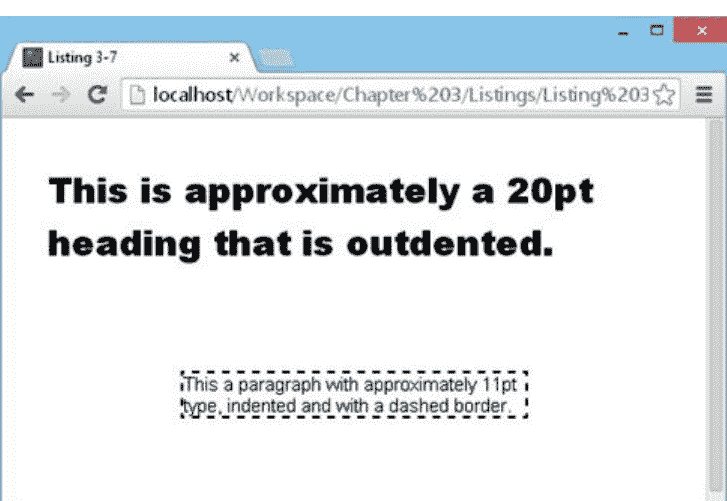 Listing 3-7
localhost/Workspace/Chapter%203/Listings/Listing%203
This is approximately a 20pt
heading that is outdented.
This a paragraph with approximately 11pt
type, indented and with a dashed border.